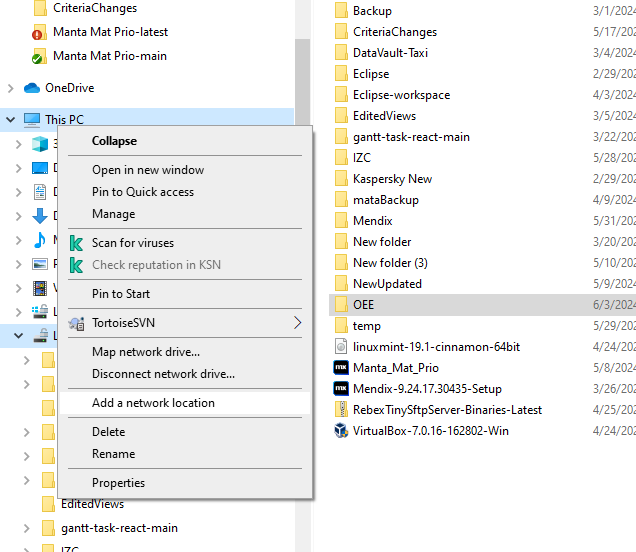 CriteriaChanges
Manta Mat Prio-latest
Manta Mat Prio-main
OneDrive
This PC
Collapse
Open in new window
Pin to Quick access
Manage
Scan for viruses
Check reputation in KSN
Pin to Start
TortoiseSVN
Map network drive...
Disconnect network drive...
Add a network location
Delete
Rename
Properties
EditedViews
gantt-task-react-main
IZC
Backup 3/1/2024
CriteriaChanges 5/17/202
DataVault-Taxi 3/4/2024
Eclipse 2/29/202
Eclipse-workspace 4/3/2024
EditedViews 3/5/2024
gantt-task-react-main 3/22/202
IZC 5/28/202
Kaspersky New 2/29/202
mataBackup 4/9/2024
Mendix 5/31/202
New folder 3/20/202
New folder (3) 5/10/202
NewUpdated 5/9/2024
OEE 6/3/2024
temp 5/29/202
linuxmint-19.1-cinnamon-64bit 4/24/202
Manta_Mat_Prio 5/8/2024
Mendix-9.24.17.30435-Setup 3/26/202
RebexTinySftpServer-Binaries-Latest 4/25/202
VirtualBox-7.0.16-162802-Win 4/24/202